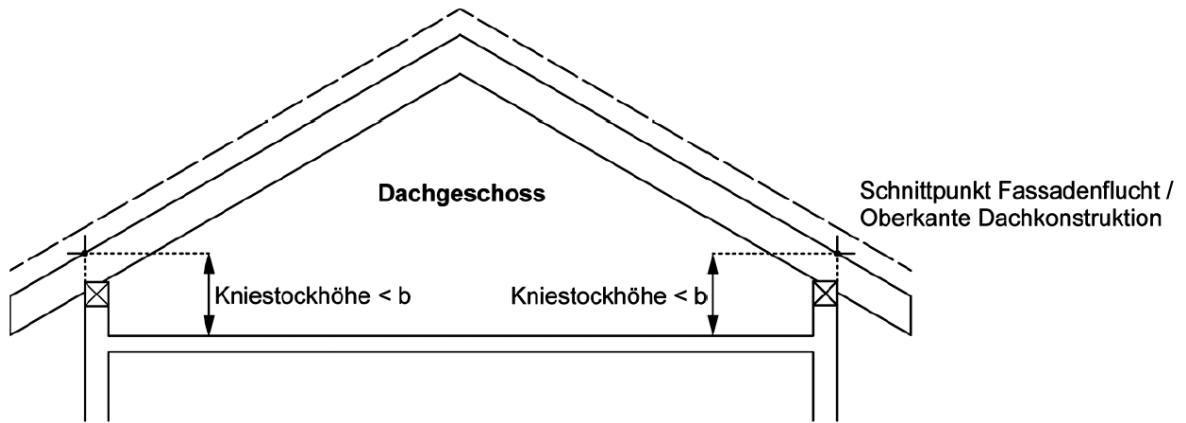 Dachgeschoss
Schnittpunkt Fassadenflucht /
Oberkante Dachkonstruktion
Kniestockhöhe < b
Kniestockhöhe < b